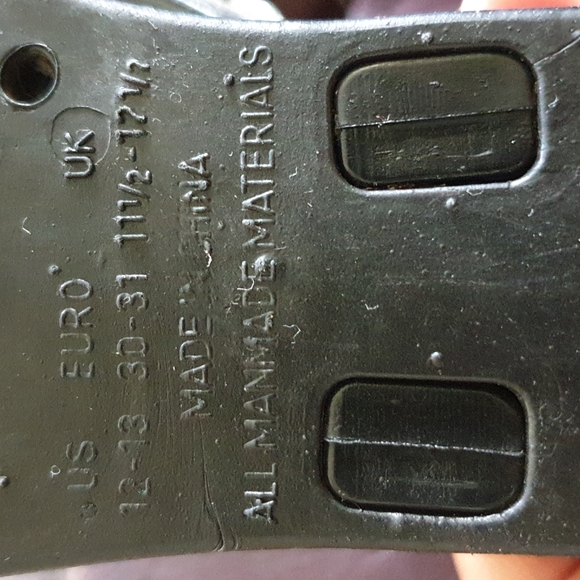 US EURO UK
12-13 30-31 11½-12½
MADE IN CHINA
ALL MANMADE MATERIALS